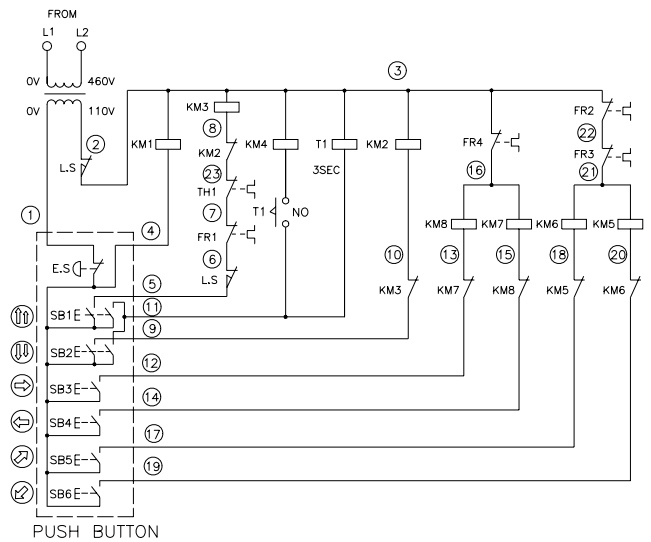 FROM
L1 L2
0V 460V
0V 110V
3
KM3
FR2
2
8
22
KM1
KM2
KM4
T1
KM2
FR4
FR3
L.S
23
3SEC
16
21
TH1
1
4
7
T1 NO
KM8 KM7 KM6 KM5
FR1
E.S
6
10 13 15 18 20
5
L.S
KM3 KM7 KM8 KM5 KM6
11
SB1
9
SB2
12
SB3
14
SB4
17
SB5
19
SB6
PUSH BUTTON